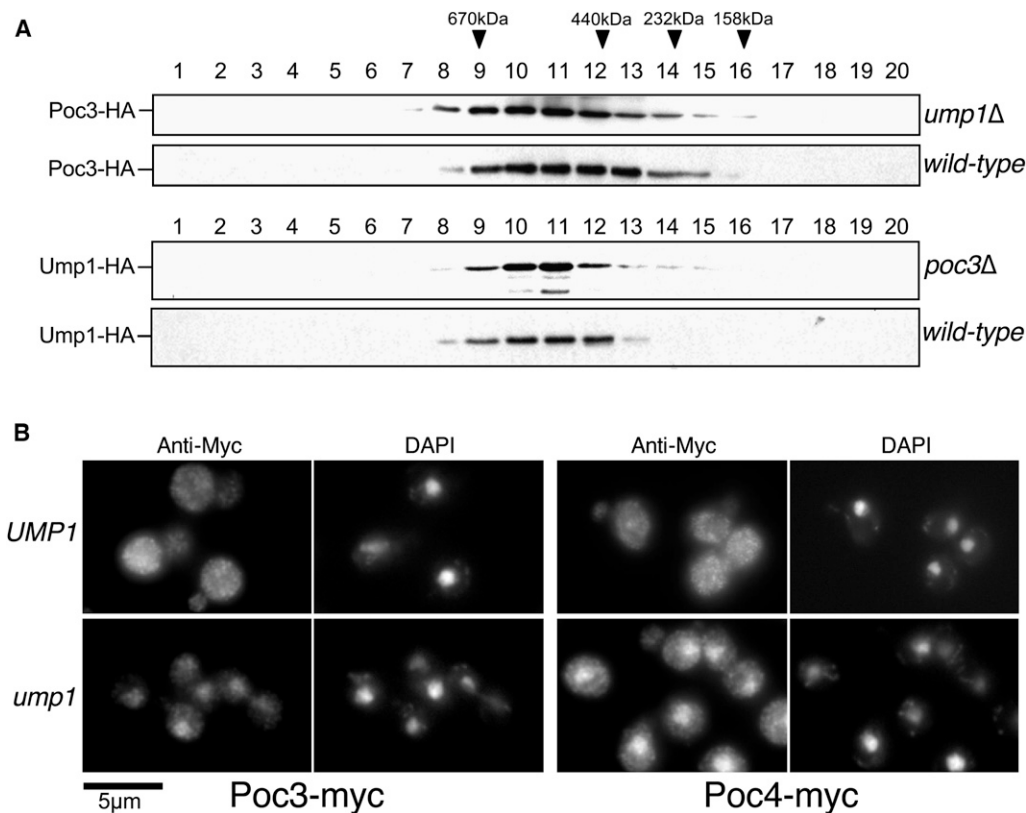 A
670kDa 440kDa 232kDa 158kDa
1 2 3 4 5 6 7 8 9 10 11 12 13 14 15 16 17 18 19 20
Poc3-HA ump1Δ
Poc3-HA wild-type
1 2 3 4 5 6 7 8 9 10 11 12 13 14 15 16 17 18 19 20
Ump1-HA poc3Δ
Ump1-HA wild-type
B
Anti-Myc DAPI Anti-Myc DAPI
UMP1
ump1
5µm Poc3-myc Poc4-myc